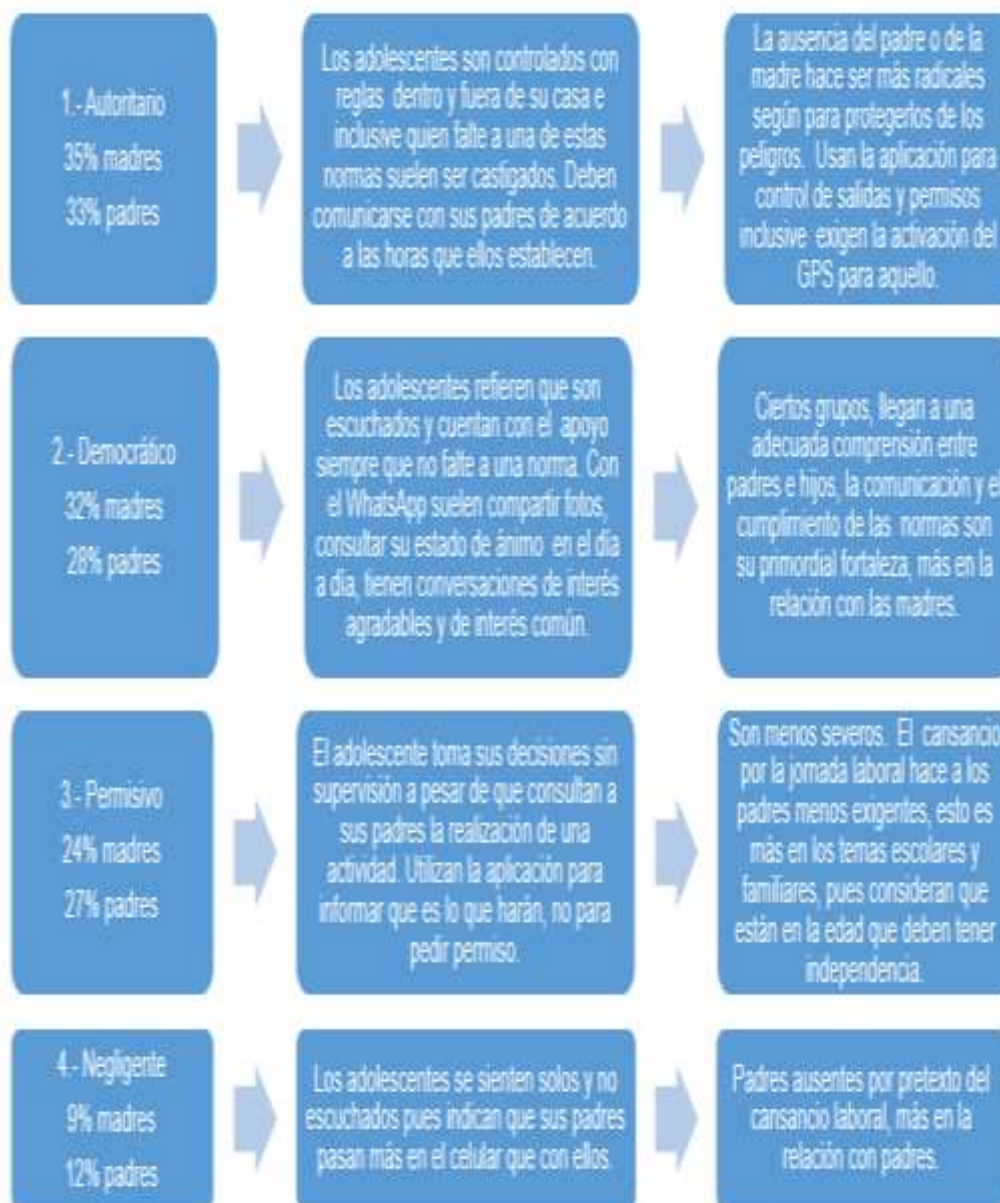 1.- Autoritario
35% madres
33% padres
Los adolescentes son controlados con
reglas dentro y fuera de su casa e
inclusive quien falte a una de estas
normas suelen ser castigados. Deben
comunicarse con sus padres de acuerdo
a las horas que ellos establecen.
La ausencia del padre o de la
madre hace ser más radicales
según para protegerlos de los
peligros. Usan la aplicación para
control de salidas y permisos
inclusive exigen la activación del
GPS para aquello.
2.- Democrático
32% madres
28% padres
Los adolescentes refieren que son
escuchados y cuentan con el apoyo
siempre que no falte a una norma. Con
el WhatsApp suelen compartir fotos,
consultar su estado de ánimo en el día
a día, tienen conversaciones de interés
agradables y de interés común.
Ciertos grupos, llegan a una
adecuada comprensión entre
padres e hijos, la comunicación y el
cumplimiento de las normas son
su primordial fortaleza, más en la
relación con las madres.
3.- Permisivo
24% madres
27% padres
El adolescente toma sus decisiones sin
supervisión a pesar de que consultan a
sus padres la realización de una
actividad. Utilizan la aplicación para
informar que es lo que harán, no para
pedir permiso.
Son menos severos. El cansancio
por la jornada laboral hace a los
padres menos exigentes, esto es
más en los temas escolares y
familiares, pues consideran que
están en la edad que deben tener
independencia.
4.- Negligente
9% madres
12% padres
Los adolescentes se sienten solos y no
escuchados pues indican que sus padres
pasan más en el celular que con ellos.
Padres ausentes por pretexto del
cansancio laboral, más en la
relación con padres.